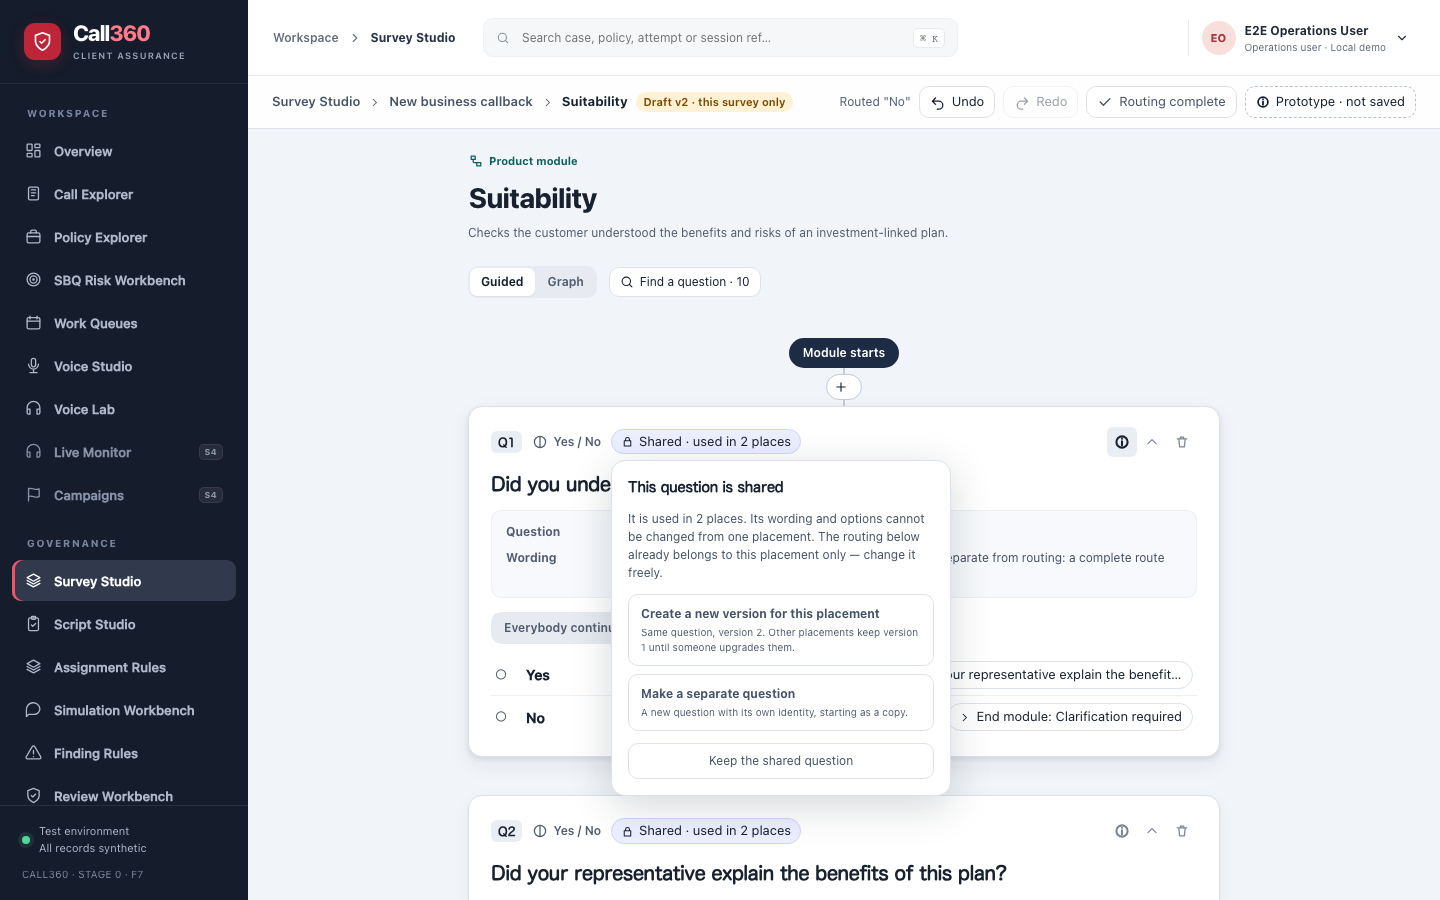 Call360
CLIENT ASSURANCE
Workspace > Survey Studio
Search case, policy, attempt or session ref...
⌘ K
EO
E2E Operations User
Operations user · Local demo
Survey Studio > New business callback > Suitability
Draft v2 · this survey only
Routed "No"
Undo
Redo
Routing complete
Prototype · not saved
WORKSPACE
Overview
Call Explorer
Policy Explorer
SBQ Risk Workbench
Work Queues
Voice Studio
Voice Lab
Live Monitor S4
Campaigns S4
GOVERNANCE
Survey Studio
Script Studio
Assignment Rules
Simulation Workbench
Finding Rules
Review Workbench
Test environment
All records synthetic
CALL360 · STAGE 0 · F7
Product module
Suitability
Checks the customer understood the benefits and risks of an investment-linked plan.
Guided
Graph
Find a question · 10
Module starts
+
Q1
Yes / No
Shared · used in 2 places
Did you unde
Question
Wording
parate from routing: a complete route
Everybody contin
Yes
ur representative explain the benefit...
No
End module: Clarification required
This question is shared
It is used in 2 places. Its wording and options cannot
be changed from one placement. The routing below
already belongs to this placement only — change it
freely.
Create a new version for this placement
Same question, version 2. Other placements keep version
1 until someone upgrades them.
Make a separate question
A new question with its own identity, starting as a copy.
Keep the shared question
Q2
Yes / No
Shared · used in 2 places
Did your representative explain the benefits of this plan?